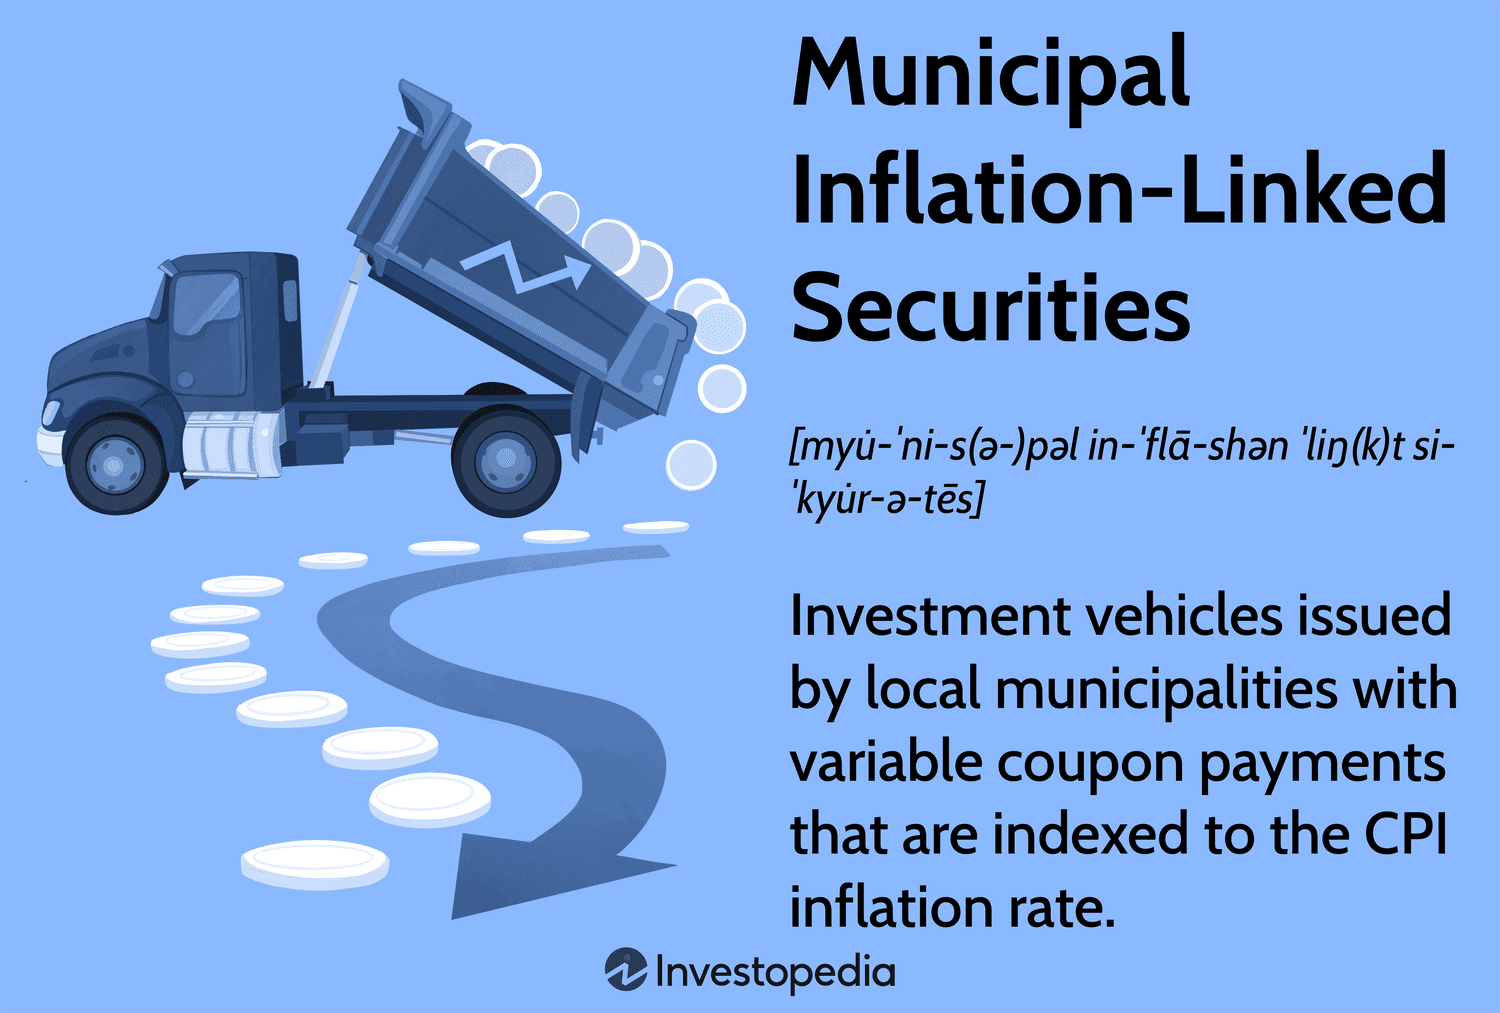 Municipal
Inflation-Linked
Securities
[myu̇-ˈni-s(ə-)pəl in-ˈflā-shən ˈliŋ(k)t si-
ˈkyu̇r-ə-tēs]
Investment vehicles issued
by local municipalities with
variable coupon payments
that are indexed to the CPI
inflation rate.
Investopedia